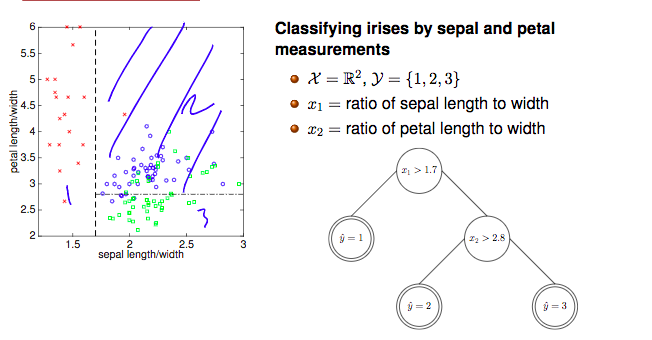 Classifying irises by sepal and petal
measurements
𝒳 = ℝ², 𝒴 = {1, 2, 3}
x₁ = ratio of sepal length to width
x₂ = ratio of petal length to width
6
5.5
5
4.5
4
3.5
3
2.5
2
petal length/width
1.5
2
2.5
3
sepal length/width
1
2
3
x₁ > 1.7
ŷ = 1
x₂ > 2.8
ŷ = 2
ŷ = 3